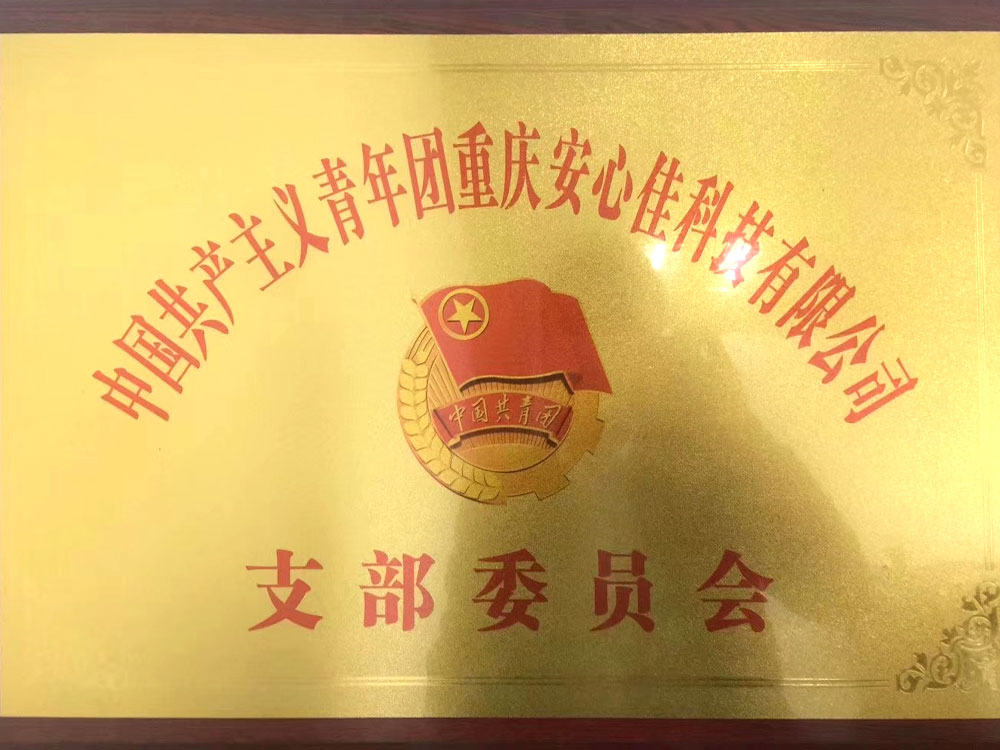 中国共产主义青年团重庆安心佳科技有限公司
中国共青团
支部委员会